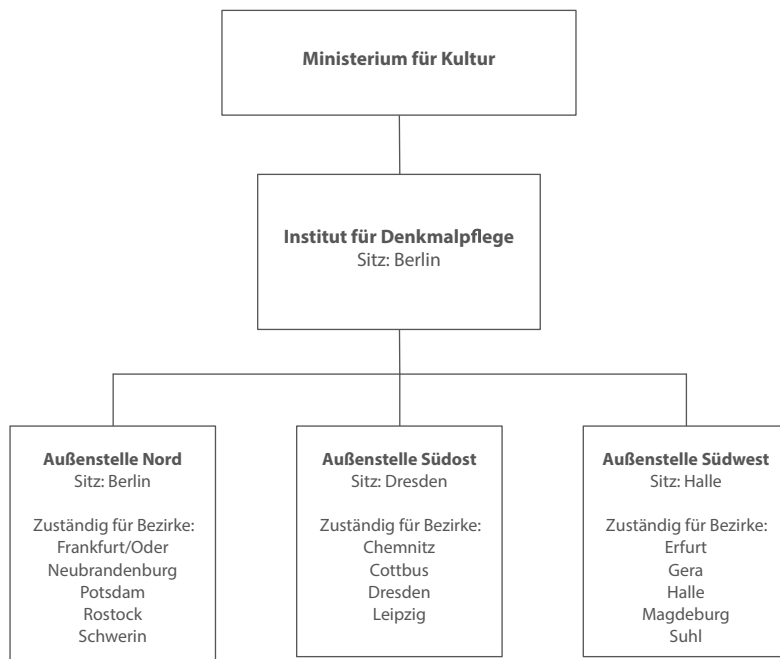 Ministerium für Kultur
Institut für Denkmalpflege
Sitz: Berlin
Außenstelle Nord
Sitz: Berlin
Zuständig für Bezirke:
Frankfurt/Oder
Neubrandenburg
Potsdam
Rostock
Schwerin
Außenstelle Südost
Sitz: Dresden
Zuständig für Bezirke:
Chemnitz
Cottbus
Dresden
Leipzig
Außenstelle Südwest
Sitz: Halle
Zuständig für Bezirke:
Erfurt
Gera
Halle
Magdeburg
Suhl